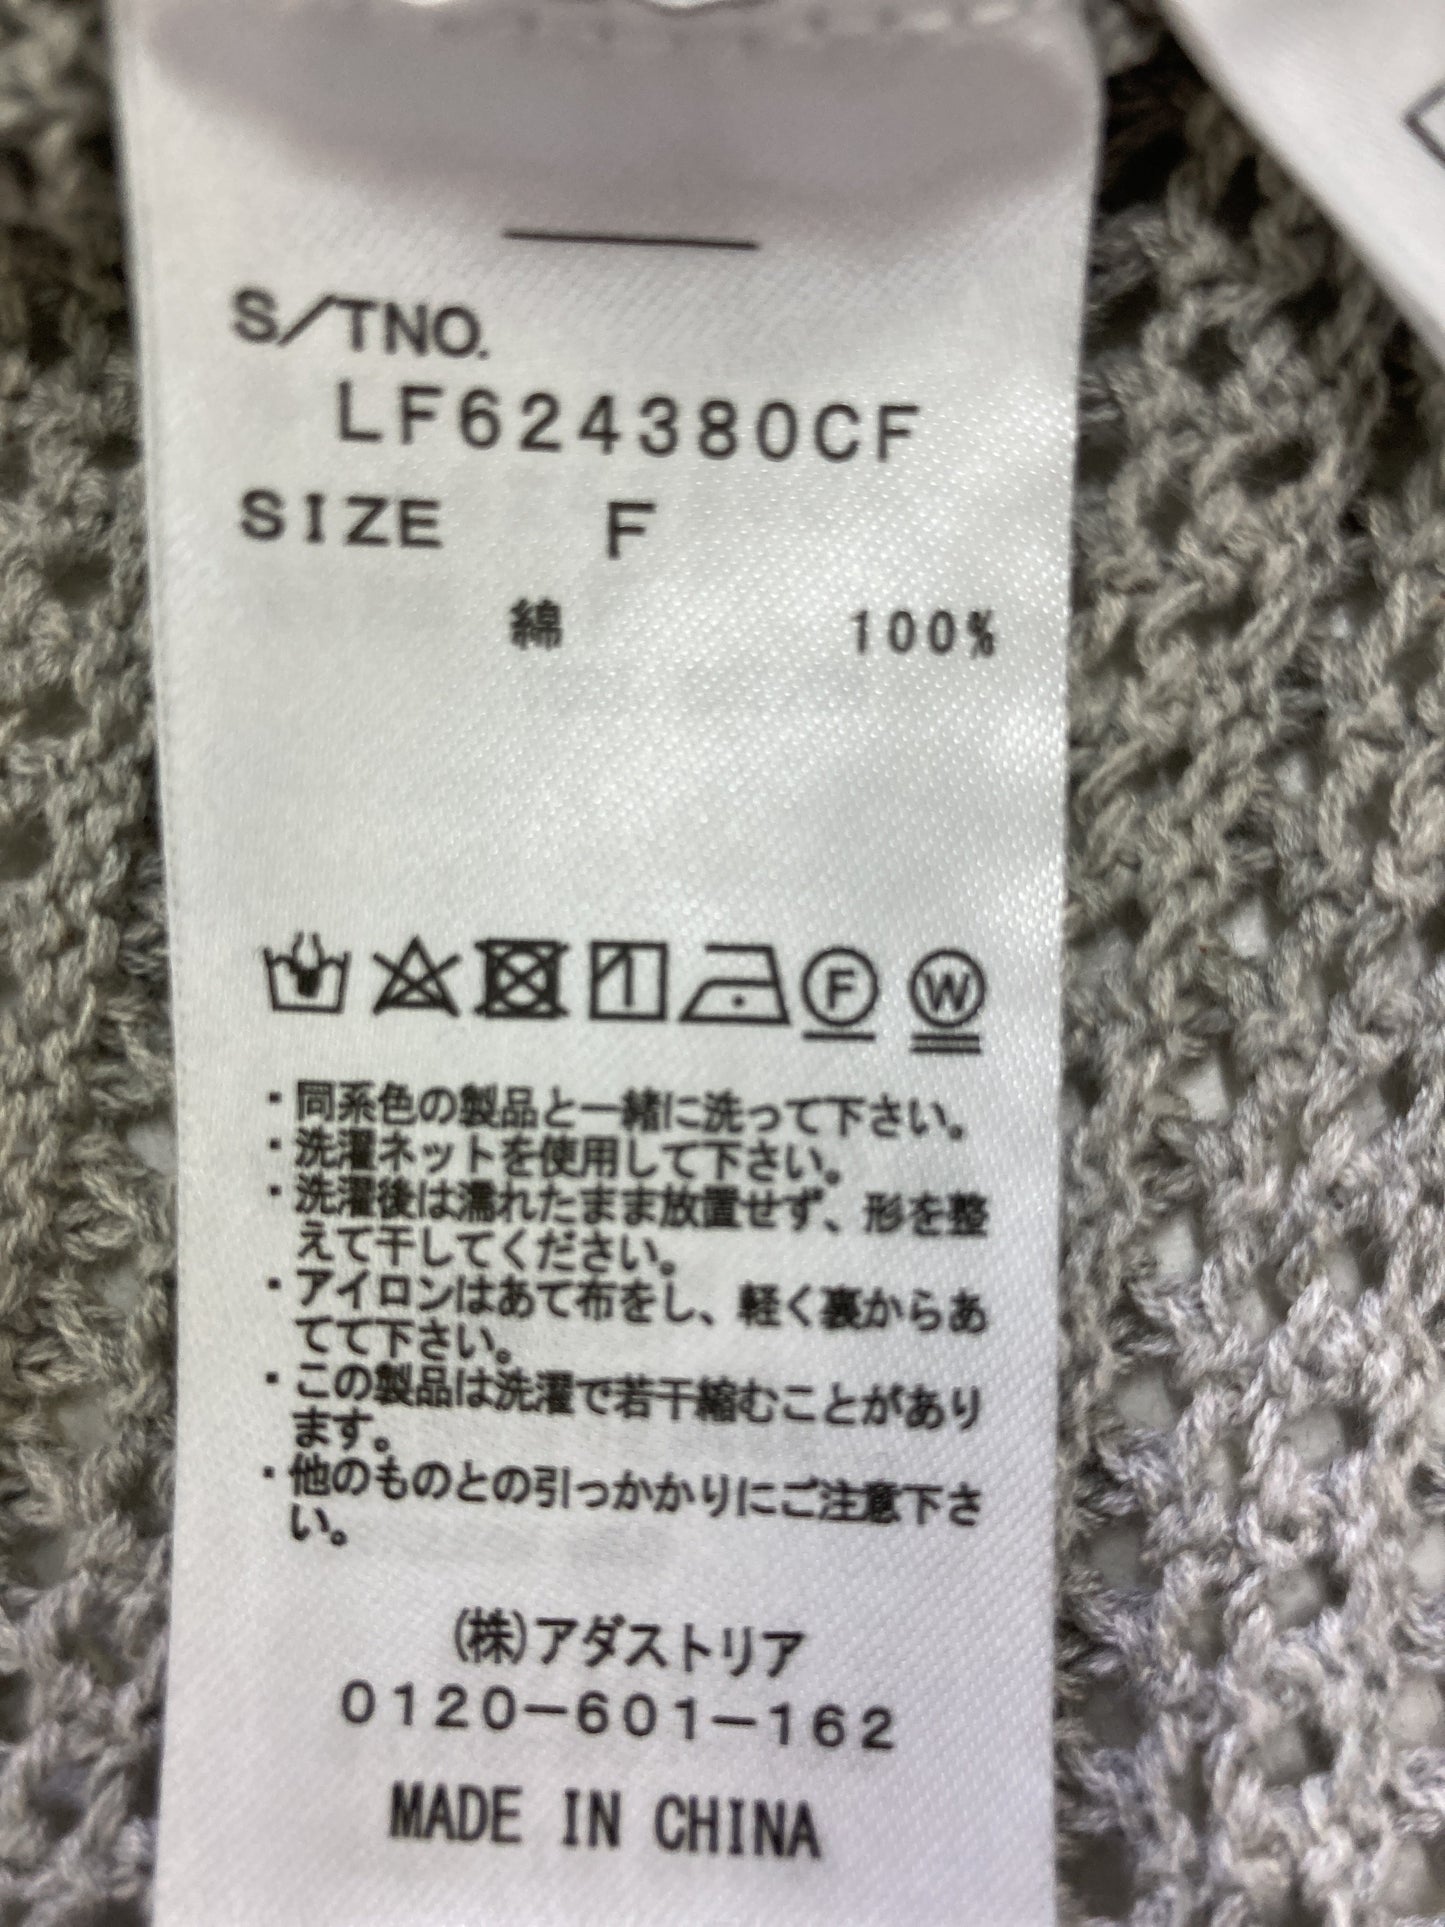 S/TNO.
LF624380CF
SIZE F
綿 100%
F W
・同系色の製品と一緒に洗って下さい。
・洗濯ネットを使用して下さい。
・洗濯後は濡れたまま放置せず、形を整
えて干してください。
・アイロンはあて布をし、軽く裏からあ
てて下さい。
・この製品は洗濯で若干縮むことがあり
ます。
・他のものとの引っかかりにご注意下さ
い。
(株)アダストリア
0120-601-162
MADE IN CHINA